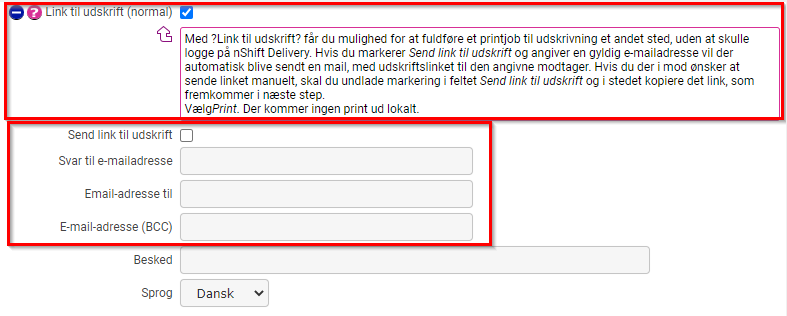 Link til udskrift (normal)
Med ?Link til udskrift? får du mulighed for at fuldføre et printjob til udskrivning et andet sted, uden at skulle
logge på nShift Delivery. Hvis du markerer Send link til udskrift og angiver en gyldig e-mailadresse vil der
automatisk blive sendt en mail, med udskriftslinket til den angivne modtager. Hvis du der i mod ønsker at
sende linket manuelt, skal du undlade markering i feltet Send link til udskrift og i stedet kopiere det link, som
fremkommer i næste step.
VælgPrint. Der kommer ingen print ud lokalt.
Send link til udskrift
Svar til e-mailadresse
Email-adresse til
E-mail-adresse (BCC)
Besked
Sprog Dansk